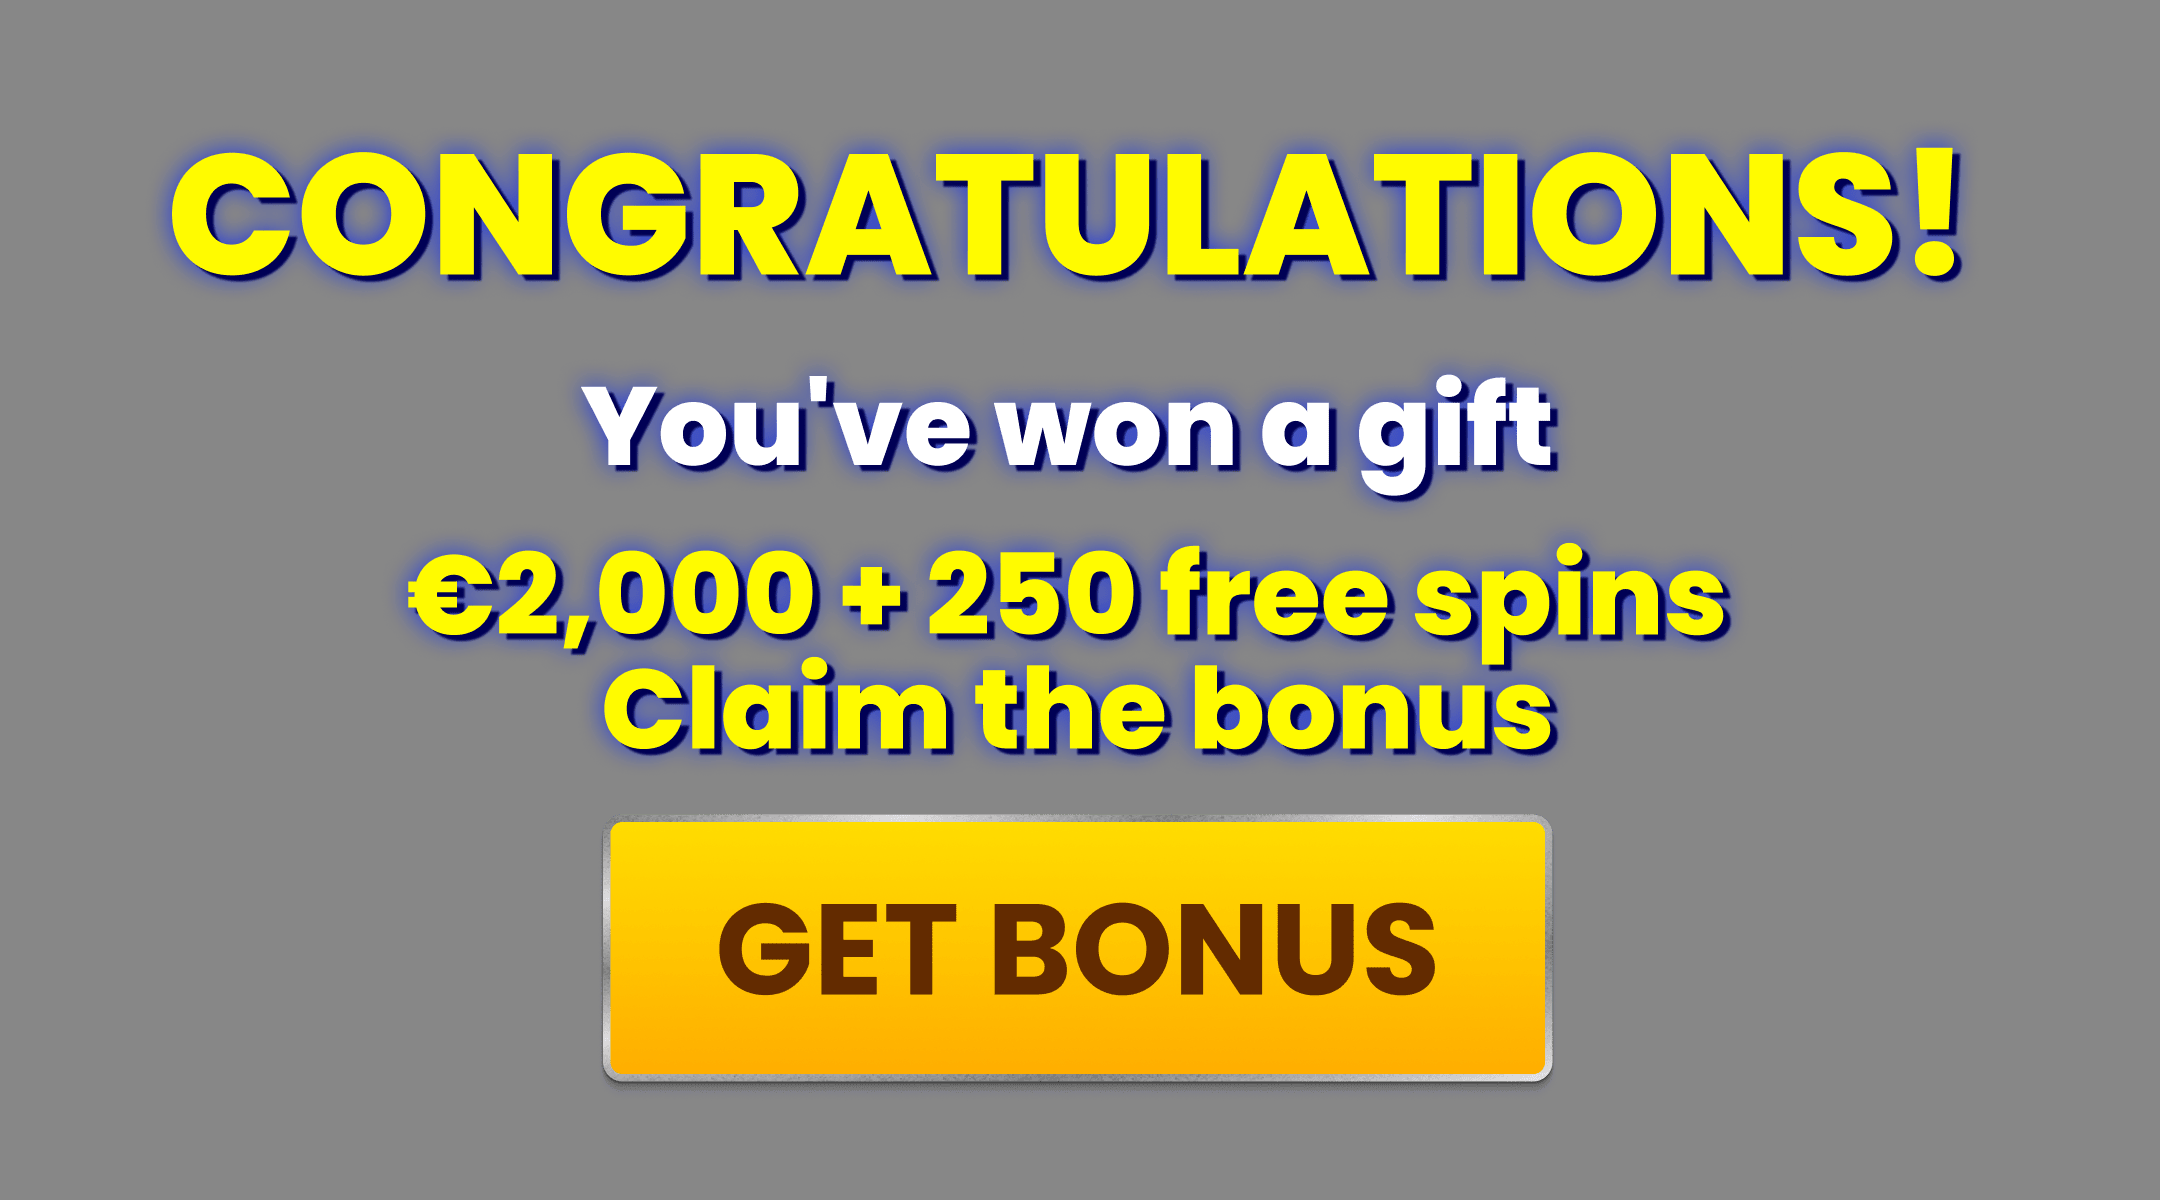 CONGRATULATIONS!
You've won a gift
€2,000 + 250 free spins
Claim the bonus
GET BONUS